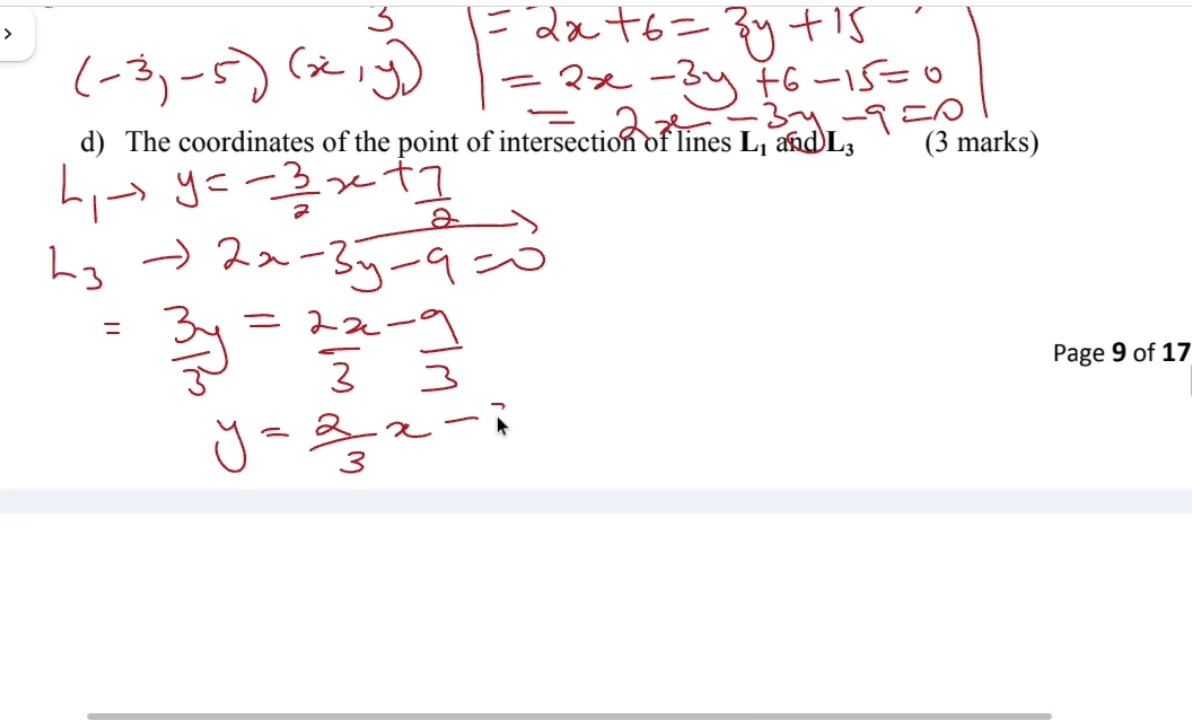 3
= 2x + 6 = 3y + 15
(-3, -5) (x, y)
= 2x - 3y + 6 - 15 = 0
= 2x - 3y - 9 = 0
d) The coordinates of the point of intersection of lines L₁ and L₃ (3 marks)
L₁ → y = -3/2 x + 7/2
L₃ → 2x - 3y - 9 = 0
= 3y/3 = 2x/3 - 9/3
Page 9 of 17
y = 2/3 x -